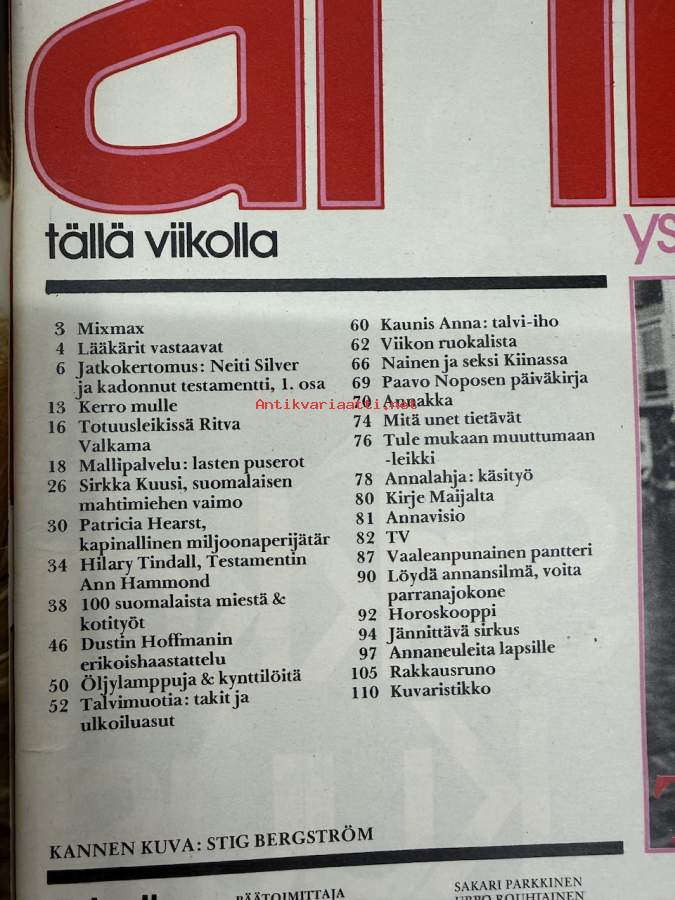 tällä viikolla
3 Mixmax
4 Lääkärit vastaavat
6 Jatkokertomus: Neiti Silver
ja kadonnut testamentti, 1. osa
13 Kerro mulle
16 Totuusleikissä Ritva
Valkama
18 Mallipalvelu: lasten puserot
26 Sirkka Kuusi, suomalaisen
mahtimiehen vaimo
30 Patricia Hearst,
kapinallinen miljoonaperijätär
34 Hilary Tindall, Testamentin
Ann Hammond
38 100 suomalaista miestä &
kotityöt
46 Dustin Hoffmanin
erikoishaastattelu
50 Öljylamppuja & kynttilöitä
52 Talvimuotia: takit ja
ulkoiluasut
60 Kaunis Anna: talvi-iho
62 Viikon ruokalista
66 Nainen ja seksi Kiinassa
69 Paavo Noposen päiväkirja
70 Annakka
74 Mitä unet tietävät
76 Tule mukaan muuttumaan
-leikki
78 Annalahja: käsityö
80 Kirje Maijalta
81 Annavisio
82 TV
87 Vaaleanpunainen pantteri
90 Löydä annansilmä, voita
parranajokone
92 Horoskooppi
94 Jännittävä sirkus
97 Annaneuleita lapsille
105 Rakkausruno
110 Kuvaristikko
Antikvariaatti.net
KANNEN KUVA: STIG BERGSTRÖM
PÄÄTOIMITTAJA
SAKARI PARKKINEN